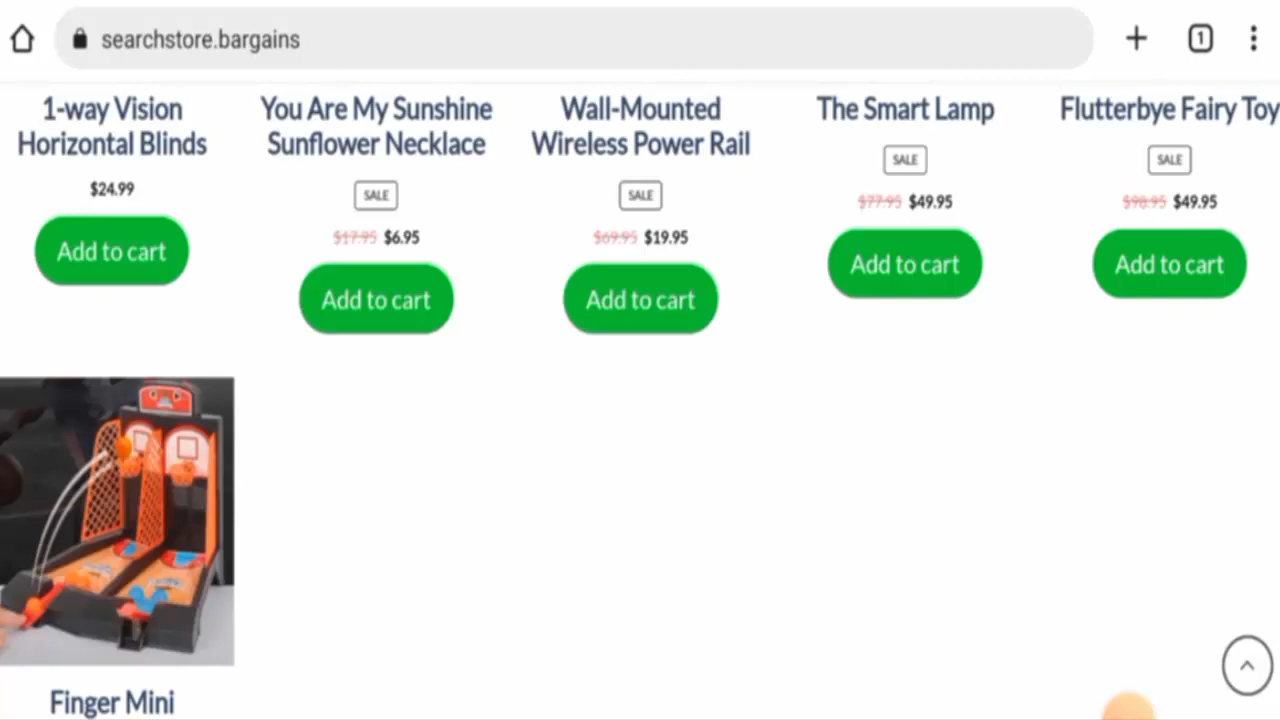 searchstore.bargains
1
1-way Vision
Horizontal Blinds
$24.99
Add to cart
You Are My Sunshine
Sunflower Necklace
SALE
$17.95 $6.95
Add to cart
Wall-Mounted
Wireless Power Rail
SALE
$69.95 $19.95
Add to cart
The Smart Lamp
SALE
$77.95 $49.95
Add to cart
Flutterbye Fairy Toy
SALE
$98.95 $49.95
Add to cart
Finger Mini